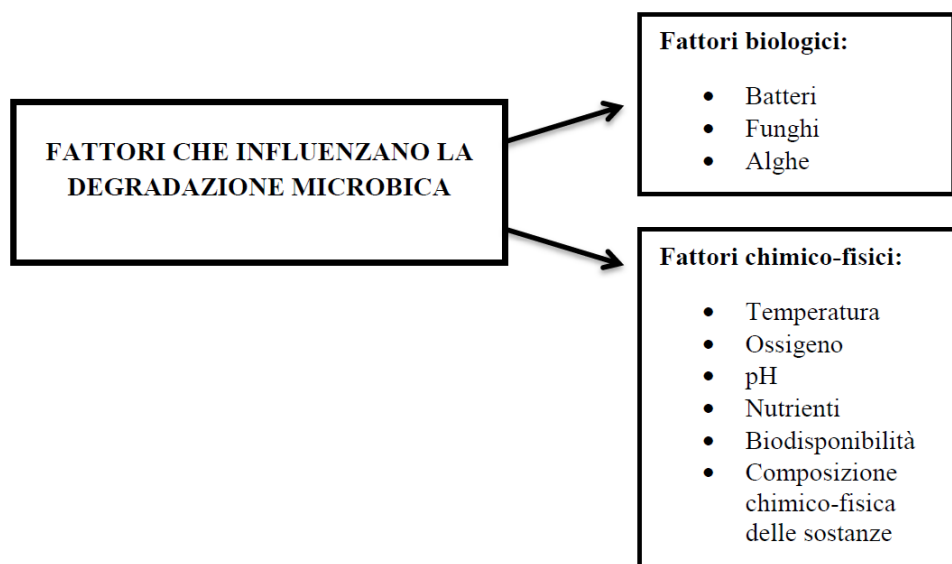 FATTORI CHE INFLUENZANO LA
DEGRADAZIONE MICROBICA
Fattori biologici:
• Batteri
• Funghi
• Alghe
Fattori chimico-fisici:
• Temperatura
• Ossigeno
• pH
• Nutrienti
• Biodisponibilità
• Composizione
chimico-fisica
delle sostanze